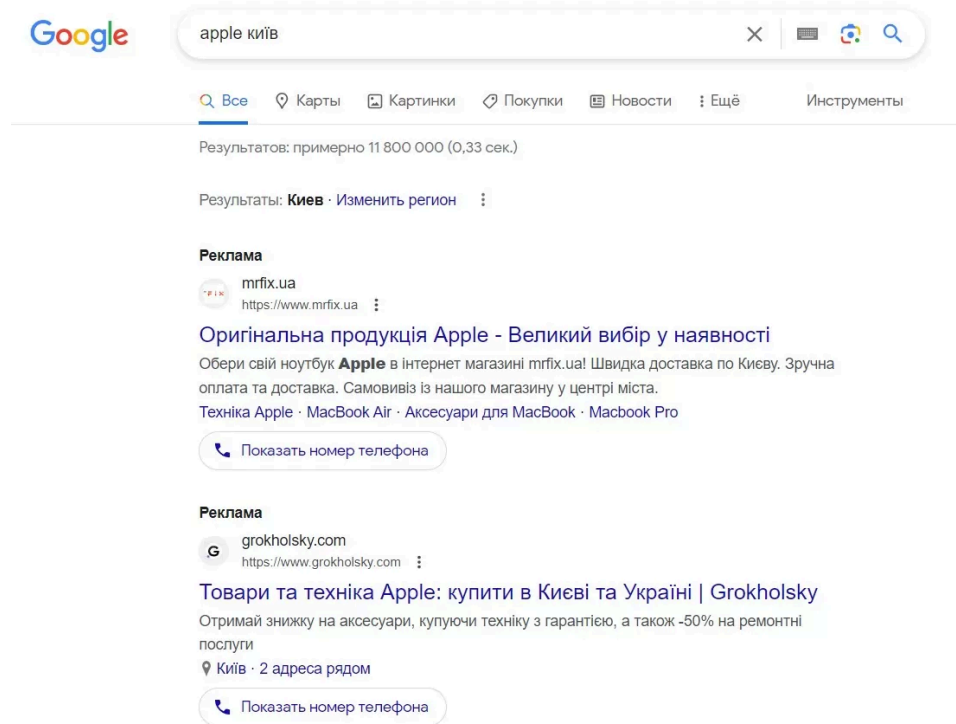 Google
apple київ
Все Карты Картинки Покупки Новости Ещё Инструменты
Результатов: примерно 11 800 000 (0,33 сек.)
Результаты: Киев · Изменить регион
Реклама
mrfix.ua
https://www.mrfix.ua
Оригінальна продукція Apple - Великий вибір у наявності
Обери свій ноутбук Apple в інтернет магазині mrfix.ua! Швидка доставка по Києву. Зручна
оплата та доставка. Самовивіз із нашого магазину у центрі міста.
Техніка Apple · MacBook Air · Аксесуари для MacBook · Macbook Pro
Показать номер телефона
Реклама
G
grokholsky.com
https://www.grokholsky.com
Товари та техніка Apple: купити в Києві та Україні | Grokholsky
Отримай знижку на аксесуари, купуючи техніку з гарантією, а також -50% на ремонтні
послуги
Київ · 2 адреса рядом
Показать номер телефона